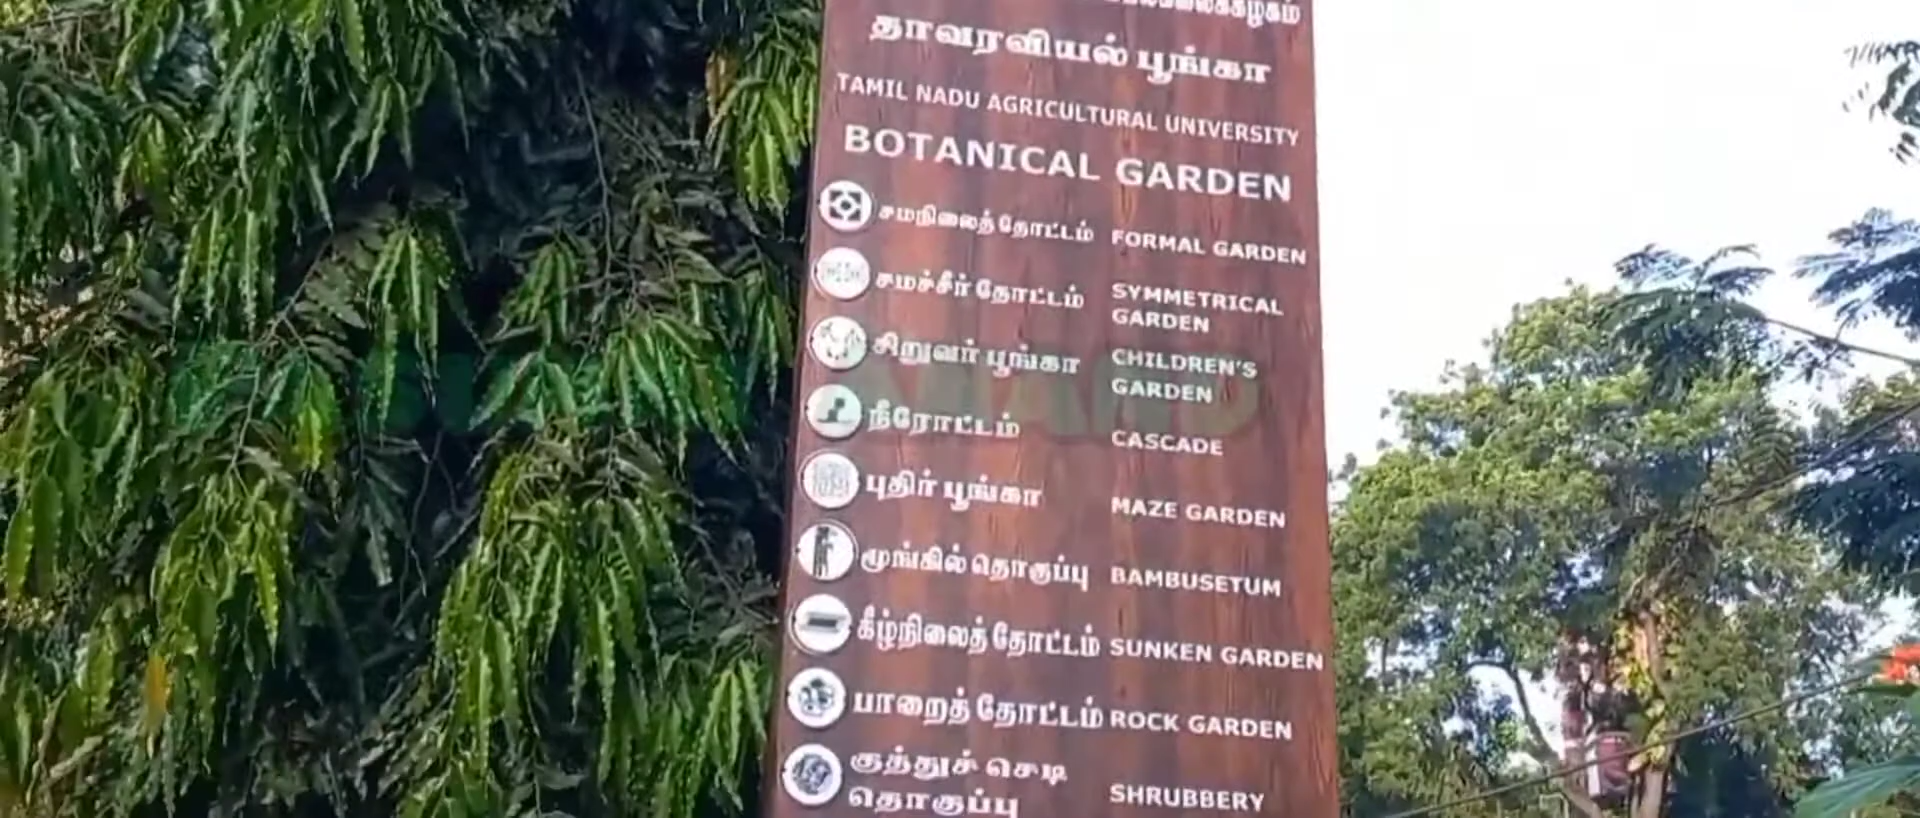 தாவரவியல் பூங்கா
TAMIL NADU AGRICULTURAL UNIVERSITY
BOTANICAL GARDEN
சமநிலைத் தோட்டம் FORMAL GARDEN
சமச்சீர் தோட்டம் SYMMETRICAL
GARDEN
சிறுவர் பூங்கா CHILDREN'S
GARDEN
நீரோட்டம் CASCADE
புதிர் பூங்கா MAZE GARDEN
மூங்கில் தொகுப்பு BAMBUSETUM
கீழ்நிலைத் தோட்டம் SUNKEN GARDEN
பாறைத் தோட்டம் ROCK GARDEN
குத்துச் செடி
தொகுப்பு SHRUBBERY